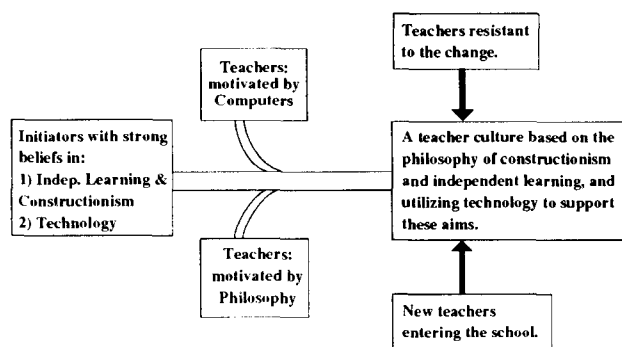 Teachers resistant
to the change.
Teachers:
motivated by
Computers
Initiators with strong
beliefs in:
1) Indep. Learning &
Constructionism
2) Technology
A teacher culture based on the
philosophy of constructionism
and independent learning, and
utilizing technology to support
these aims.
Teachers:
motivated by
Philosophy
New teachers
entering the school.